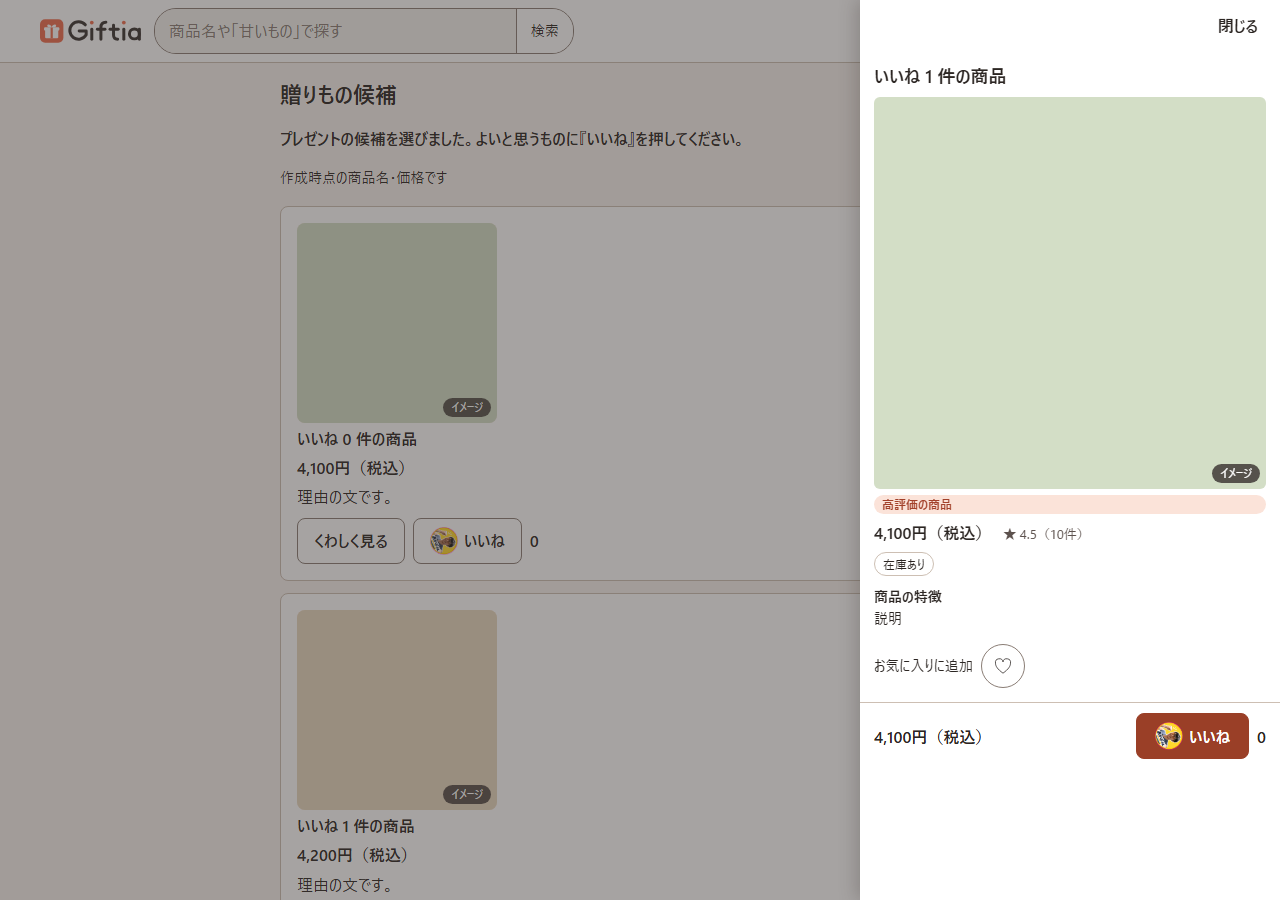 Giftia
商品名や「甘いもの」で探す
検索
贈りもの候補
プレゼントの候補を選びました。よいと思うものに『いいね』を押してください。
作成時点の商品名・価格です
イメージ
いいね 0 件の商品
4,100円（税込）
理由の文です。
くわしく見る
いいね
0
イメージ
いいね 1 件の商品
4,200円（税込）
理由の文です。
閉じる
いいね 1 件の商品
イメージ
高評価の商品
4,100円（税込） ★ 4.5（10件）
在庫あり
商品の特徴
説明
お気に入りに追加
4,100円（税込）
いいね
0